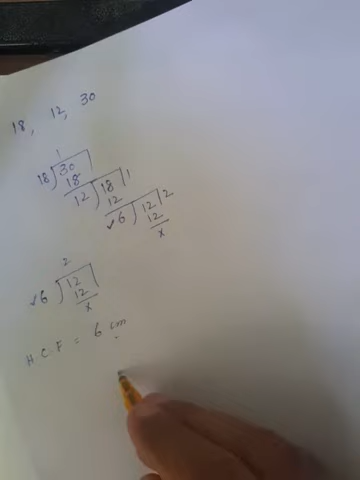 18, 12, 30
1
18 ) 30
18
12 ) 18 ( 1
12
✓6 ) 12 ( 2
12
x
2
✓6 ) 12
12
x
H.C.F = 6 cm